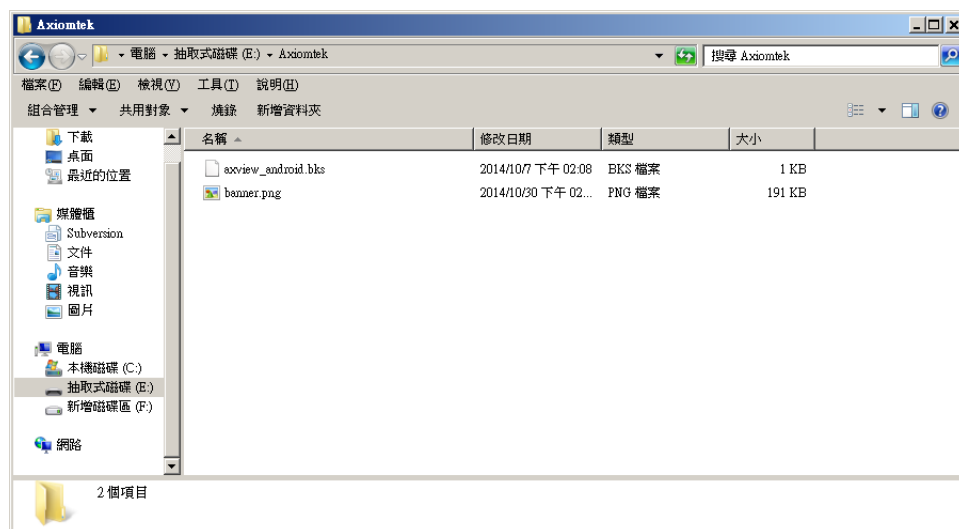 Axiomtek
電腦 抽取式磁碟 (E:) Axiomtek
搜尋 Axiomtek
檔案(F) 編輯(E) 檢視(V) 工具(T) 說明(H)
組合管理 共用對象 燒錄 新增資料夾
名稱 修改日期 類型 大小
axview_android.bks 2014/10/7 下午 02:08 BKS 檔案 1 KB
banner.png 2014/10/30 下午 02... PNG 檔案 191 KB
下載
桌面
最近的位置
媒體櫃
Subversion
文件
音樂
視訊
圖片
電腦
本機磁碟 (C:)
抽取式磁碟 (E:)
新增磁碟區 (F:)
網路
2 個項目